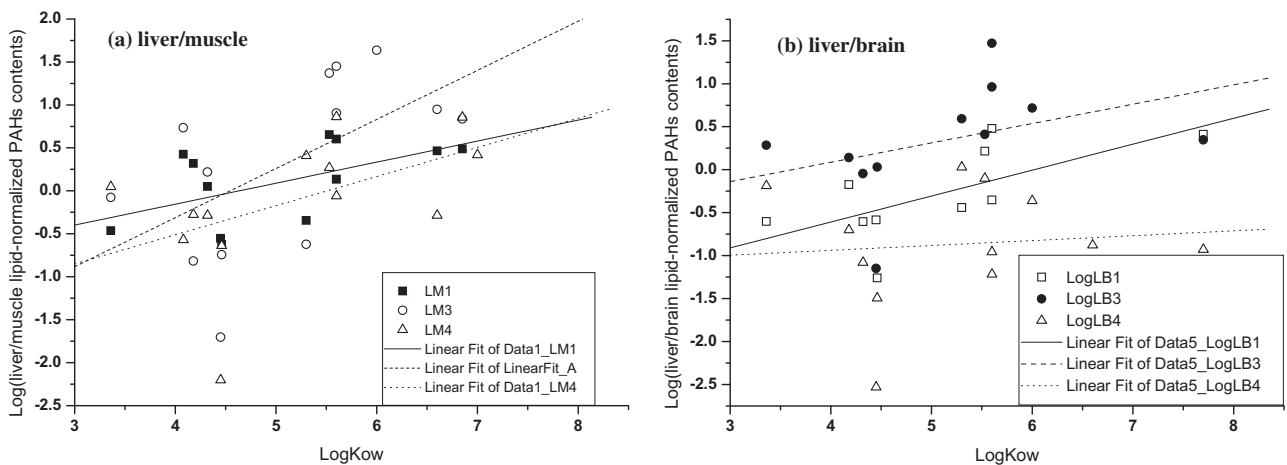 (a) liver/muscle
Log(liver/muscle lipid-normalized PAHs contents)
2.0
1.5
1.0
0.5
0.0
-0.5
-1.0
-1.5
-2.0
-2.5
3 4 5 6 7 8
LogKow
LM1
LM3
LM4
Linear Fit of Data1_LM1
Linear Fit of LinearFit_A
Linear Fit of Data1_LM4
(b) liver/brain
Log(liver/brain lipid-normalized PAHs contents)
1.5
1.0
0.5
0.0
-0.5
-1.0
-1.5
-2.0
-2.5
3 4 5 6 7 8
LogKow
LogLB1
LogLB3
LogLB4
Linear Fit of Data5_LogLB1
Linear Fit of Data5_LogLB3
Linear Fit of Data5_LogLB4